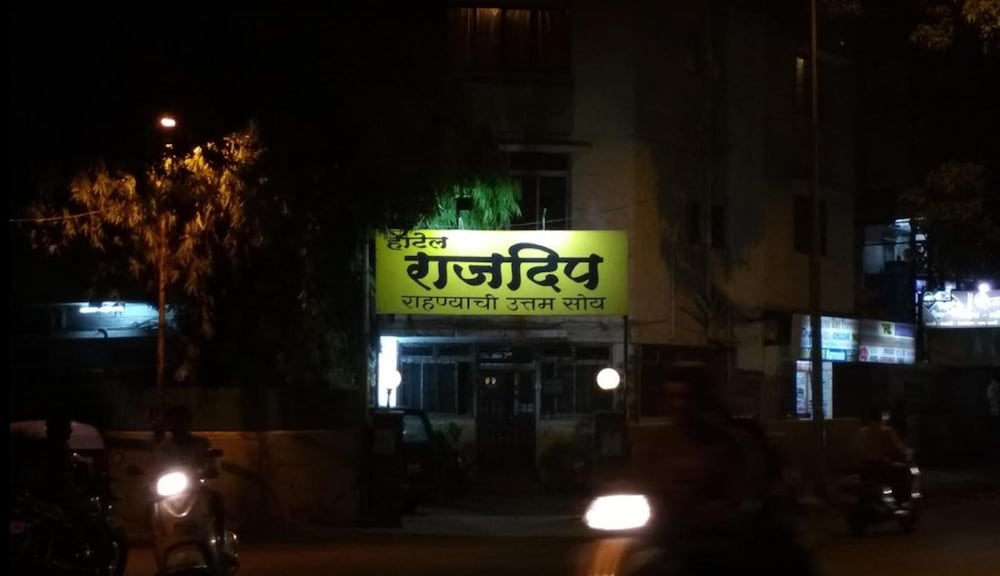 हॉटेल
राजदिप
राहण्याची उत्तम सोय